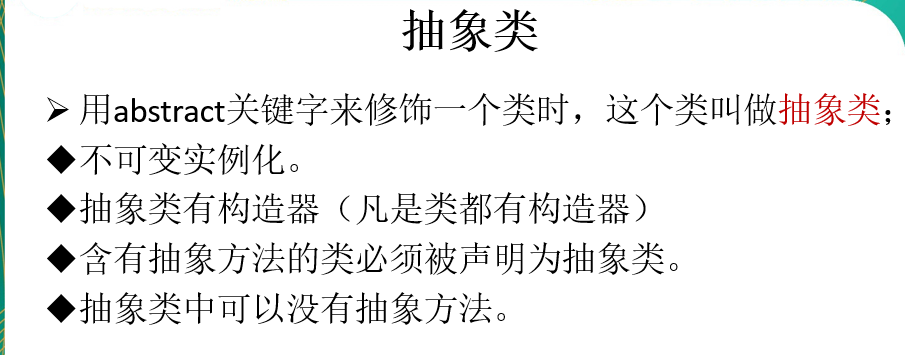 抽象类
➢ 用abstract关键字来修饰一个类时，这个类叫做抽象类；
◆不可变实例化。
◆抽象类有构造器（凡是类都有构造器）
◆含有抽象方法的类必须被声明为抽象类。
◆抽象类中可以没有抽象方法。